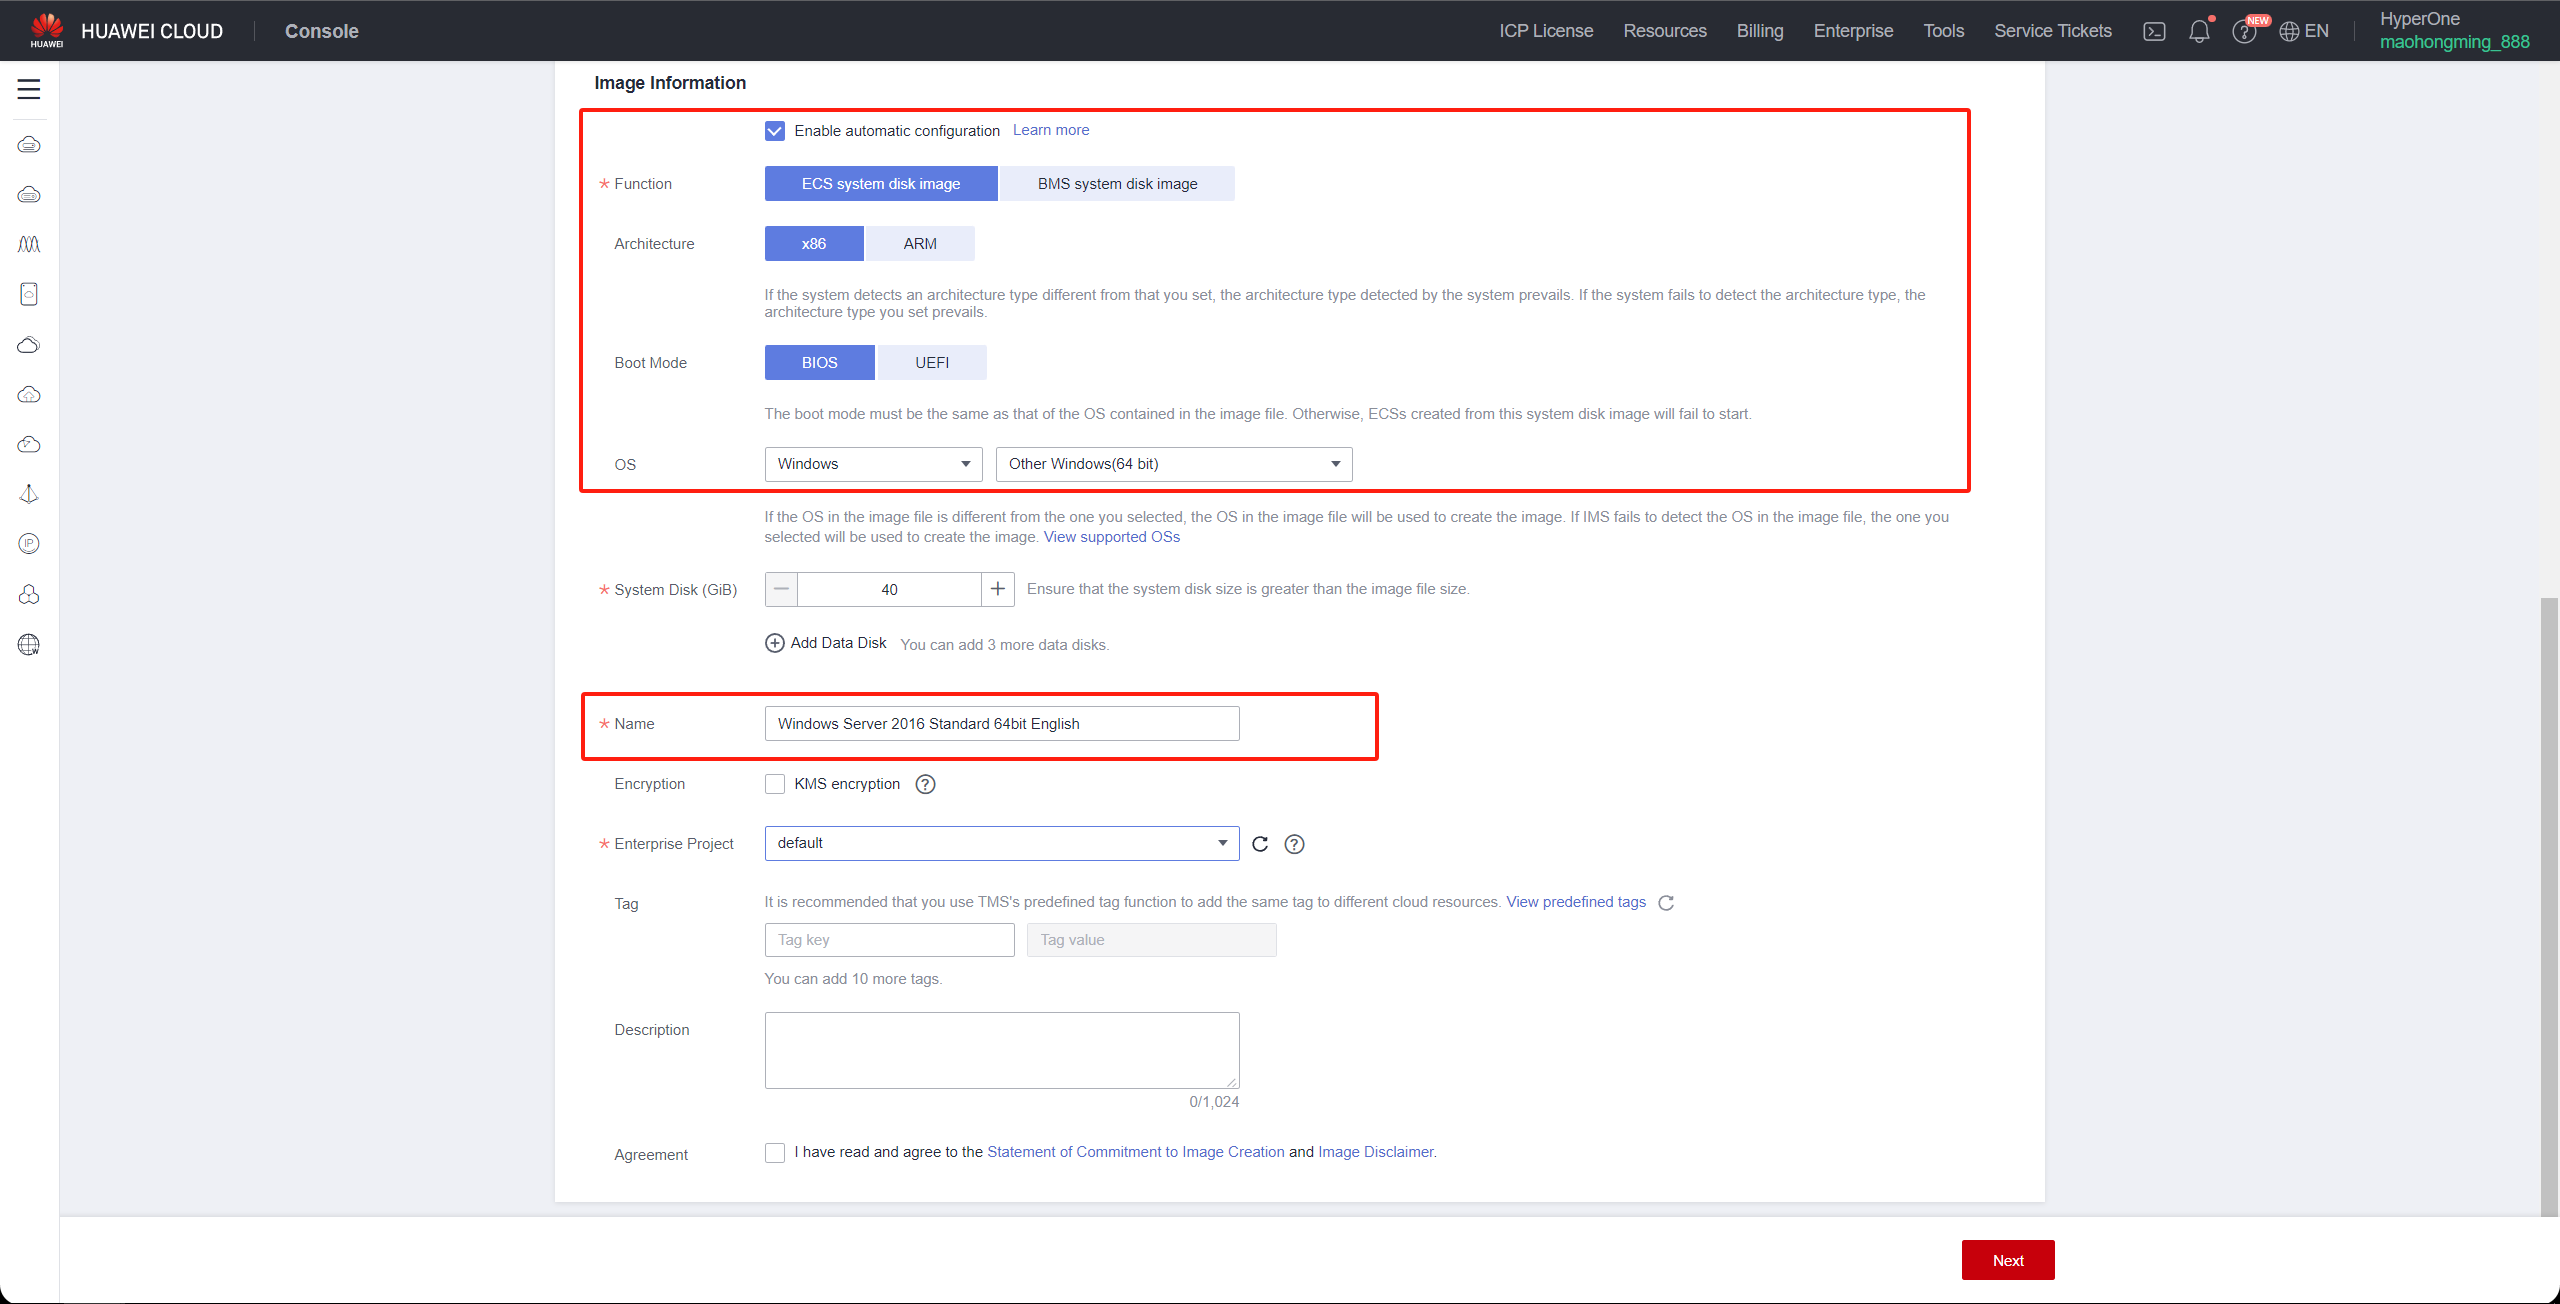 HUAWEI
HUAWEI CLOUD
Console
ICP License
Resources
Billing
Enterprise
Tools
Service Tickets
NEW
EN
HyperOne
maohongming_888
Image Information
Enable automatic configuration Learn more
* Function ECS system disk image BMS system disk image
Architecture x86 ARM
If the system detects an architecture type different from that you set, the architecture type detected by the system prevails. If the system fails to detect the architecture type, the
architecture type you set prevails.
Boot Mode BIOS UEFI
The boot mode must be the same as that of the OS contained in the image file. Otherwise, ECSs created from this system disk image will fail to start.
OS Windows Other Windows(64 bit)
If the OS in the image file is different from the one you selected, the OS in the image file will be used to create the image. If IMS fails to detect the OS in the image file, the one you
selected will be used to create the image. View supported OSs
IP
* System Disk (GiB) 40 Ensure that the system disk size is greater than the image file size.
Add Data Disk You can add 3 more data disks.
W
* Name Windows Server 2016 Standard 64bit English
Encryption KMS encryption
* Enterprise Project default
Tag It is recommended that you use TMS's predefined tag function to add the same tag to different cloud resources. View predefined tags
Tag key Tag value
You can add 10 more tags.
Description
0/1,024
Agreement I have read and agree to the Statement of Commitment to Image Creation and Image Disclaimer.
Next